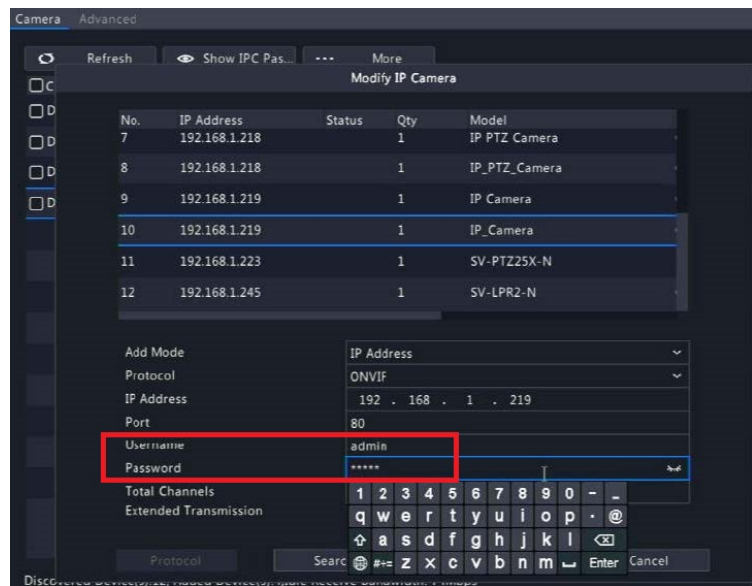 Camera Advanced
Refresh Show IPC Pas... ... More
Modify IP Camera
C
D
D
D
D
No. IP Address Status Qty Model
7 192.168.1.218 1 IP PTZ Camera
8 192.168.1.218 1 IP_PTZ_Camera
9 192.168.1.219 1 IP Camera
10 192.168.1.219 1 IP_Camera
11 192.168.1.223 1 SV-PTZ25X-N
12 192.168.1.245 1 SV-LPR2-N
Add Mode IP Address
Protocol ONVIF
IP Address 192 . 168 . 1 . 219
Port 80
Username admin
Password *****
Total Channels
Extended Transmission
1 2 3 4 5 6 7 8 9 0 - _
q w e r t y u i o p . @
a s d f g h j k l
#+= z x c v b n m Enter
Protocol Searc Cancel